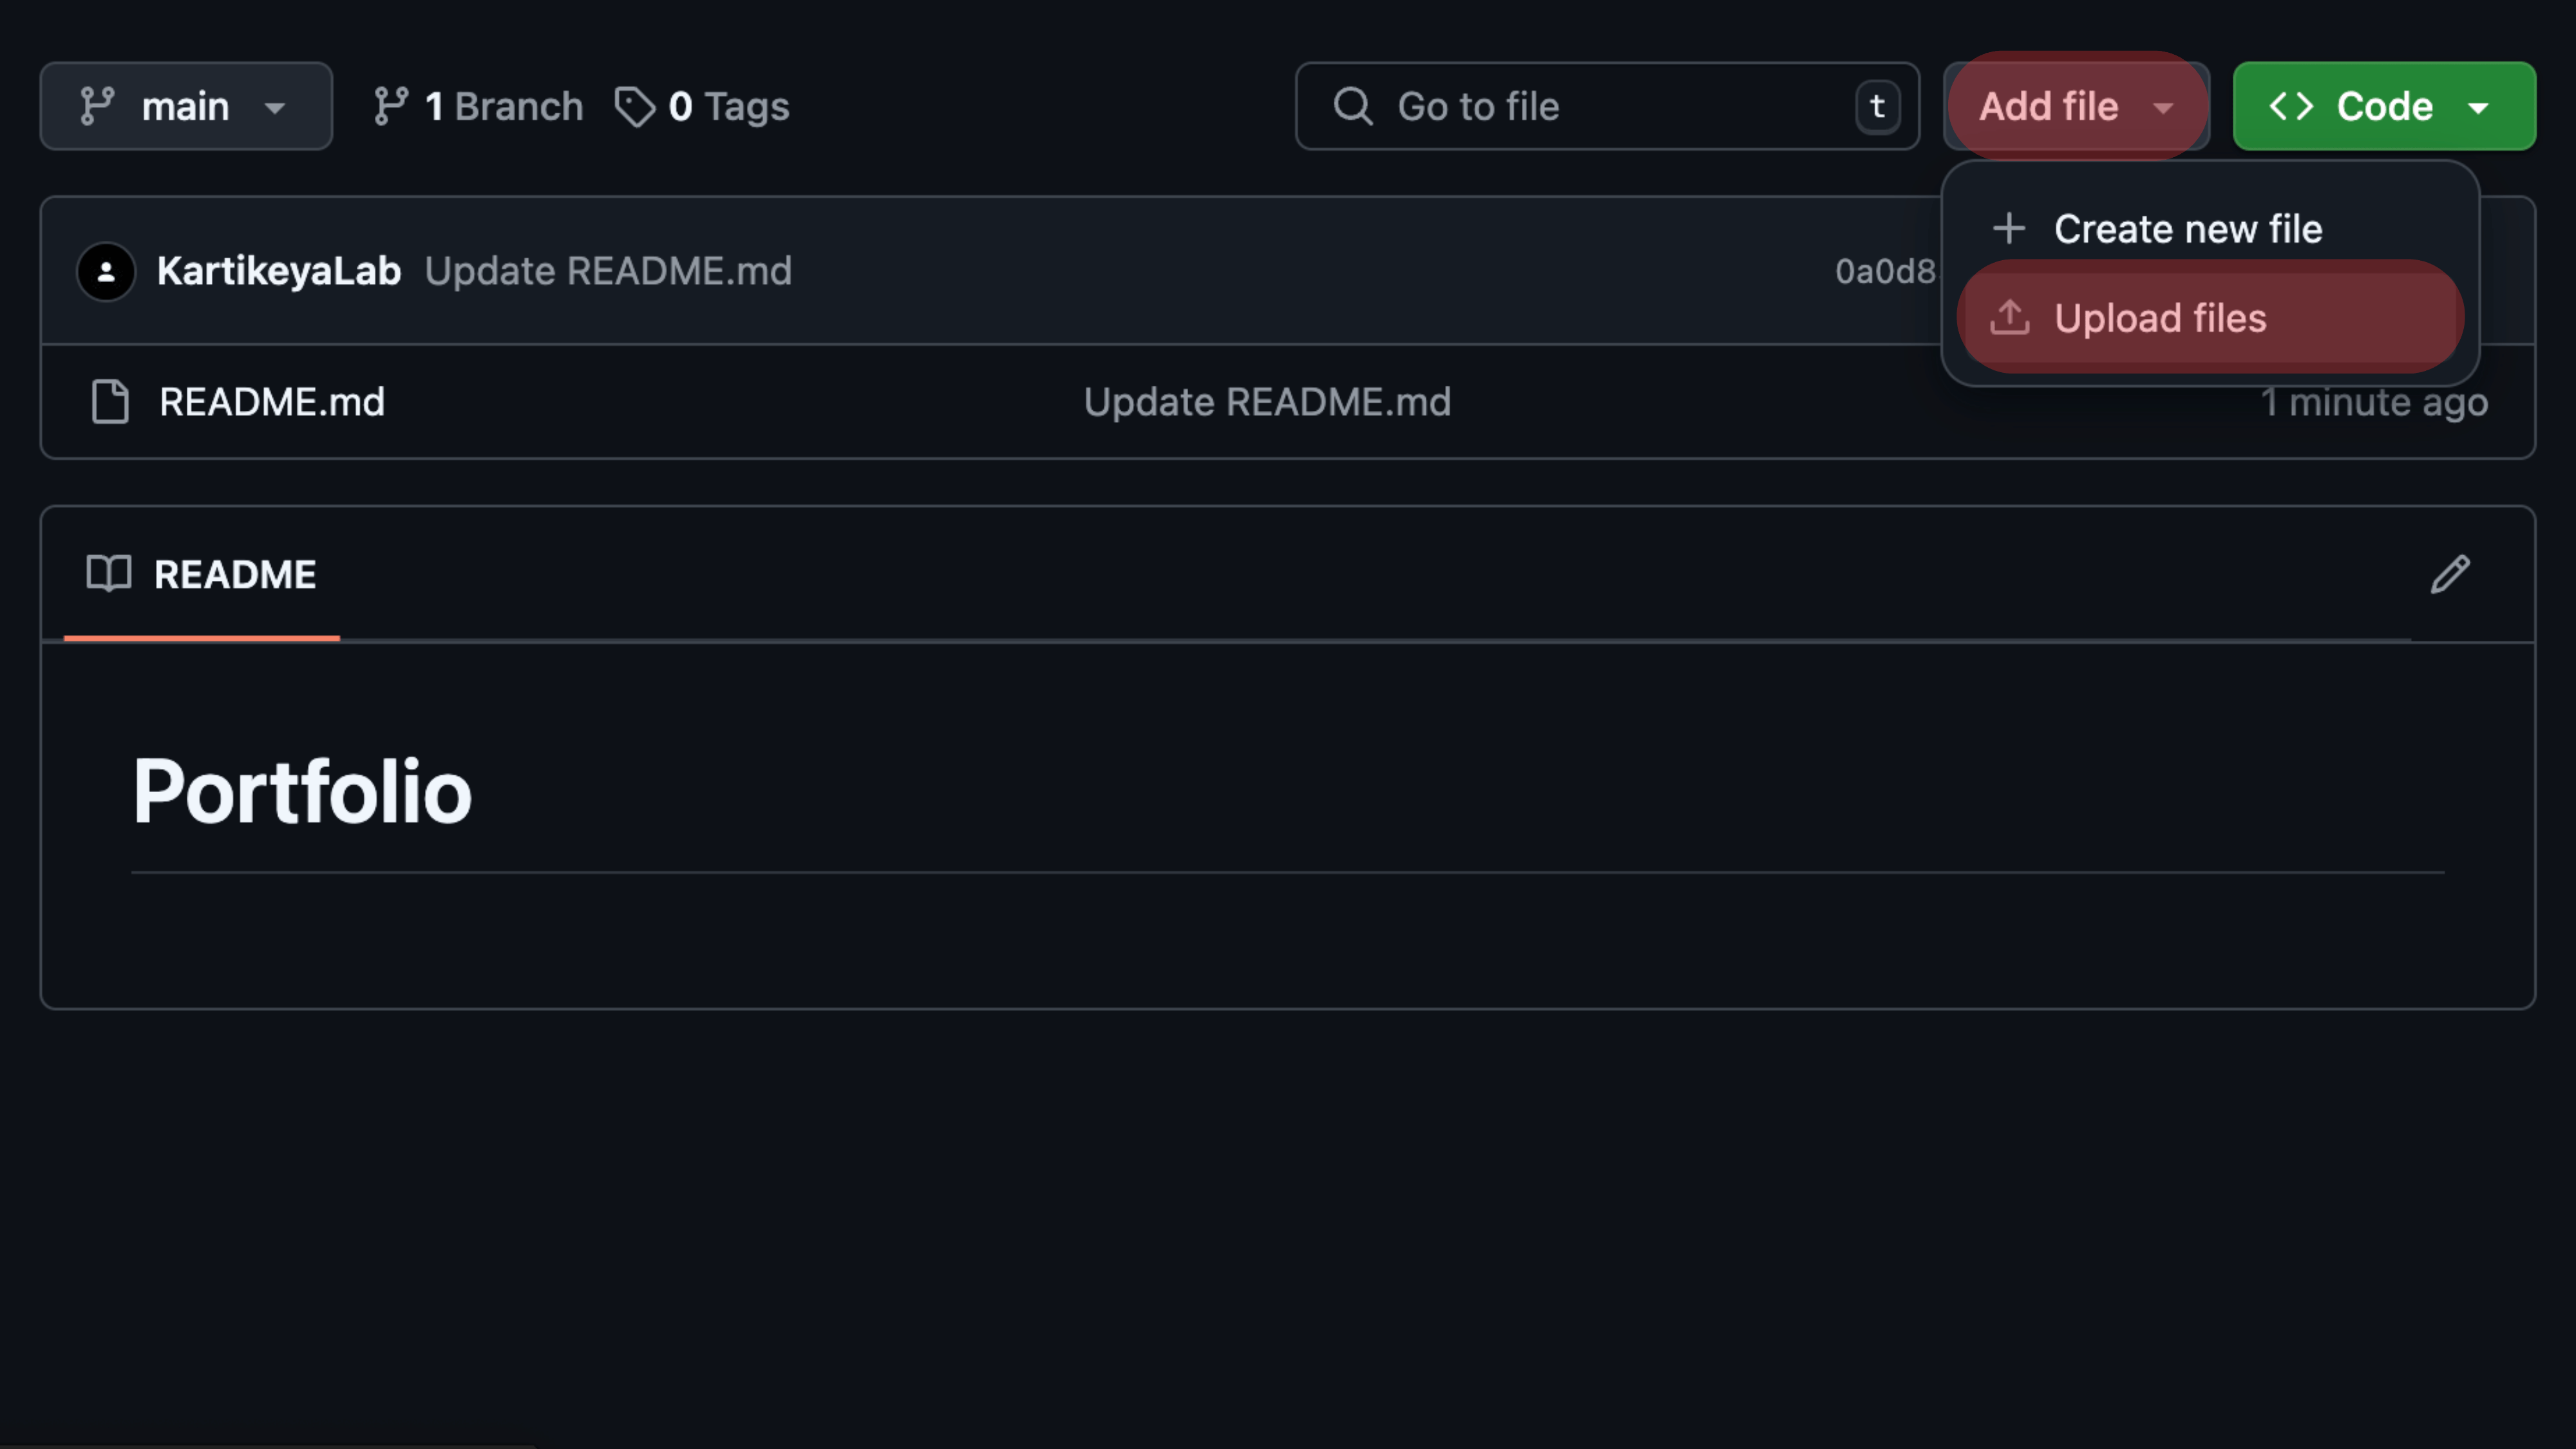 main 1 Branch 0 Tags Go to file t Add file Code
Create new file
KartikeyaLab Update README.md 0a0d8
Upload files
README.md Update README.md 1 minute ago
README
Portfolio